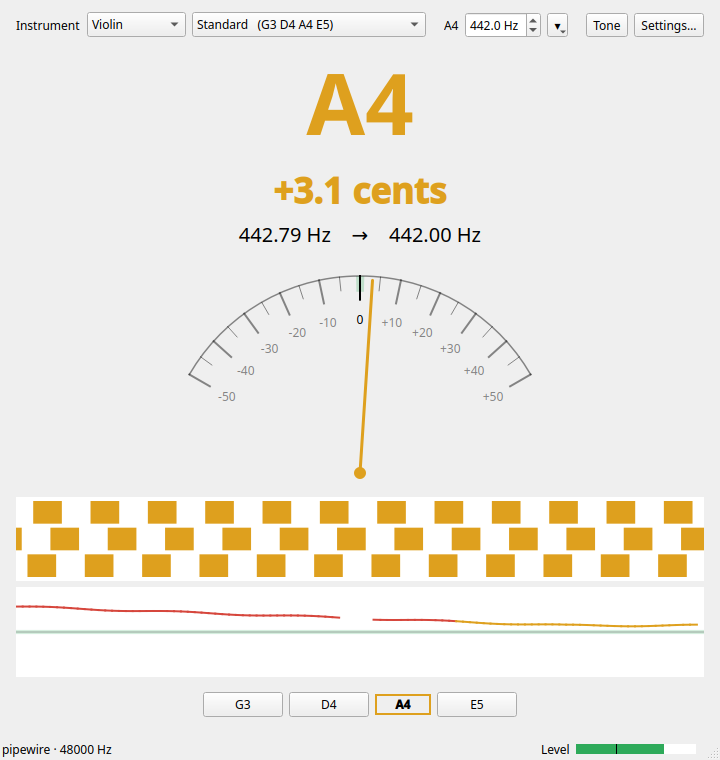 Instrument Violin Standard (G3 D4 A4 E5) A4 442.0 Hz Tone Settings...
A4
+3.1 cents
442.79 Hz → 442.00 Hz
-50 -40 -30 -20 -10 0 +10 +20 +30 +40 +50
G3 D4 A4 E5
pipewire · 48000 Hz Level